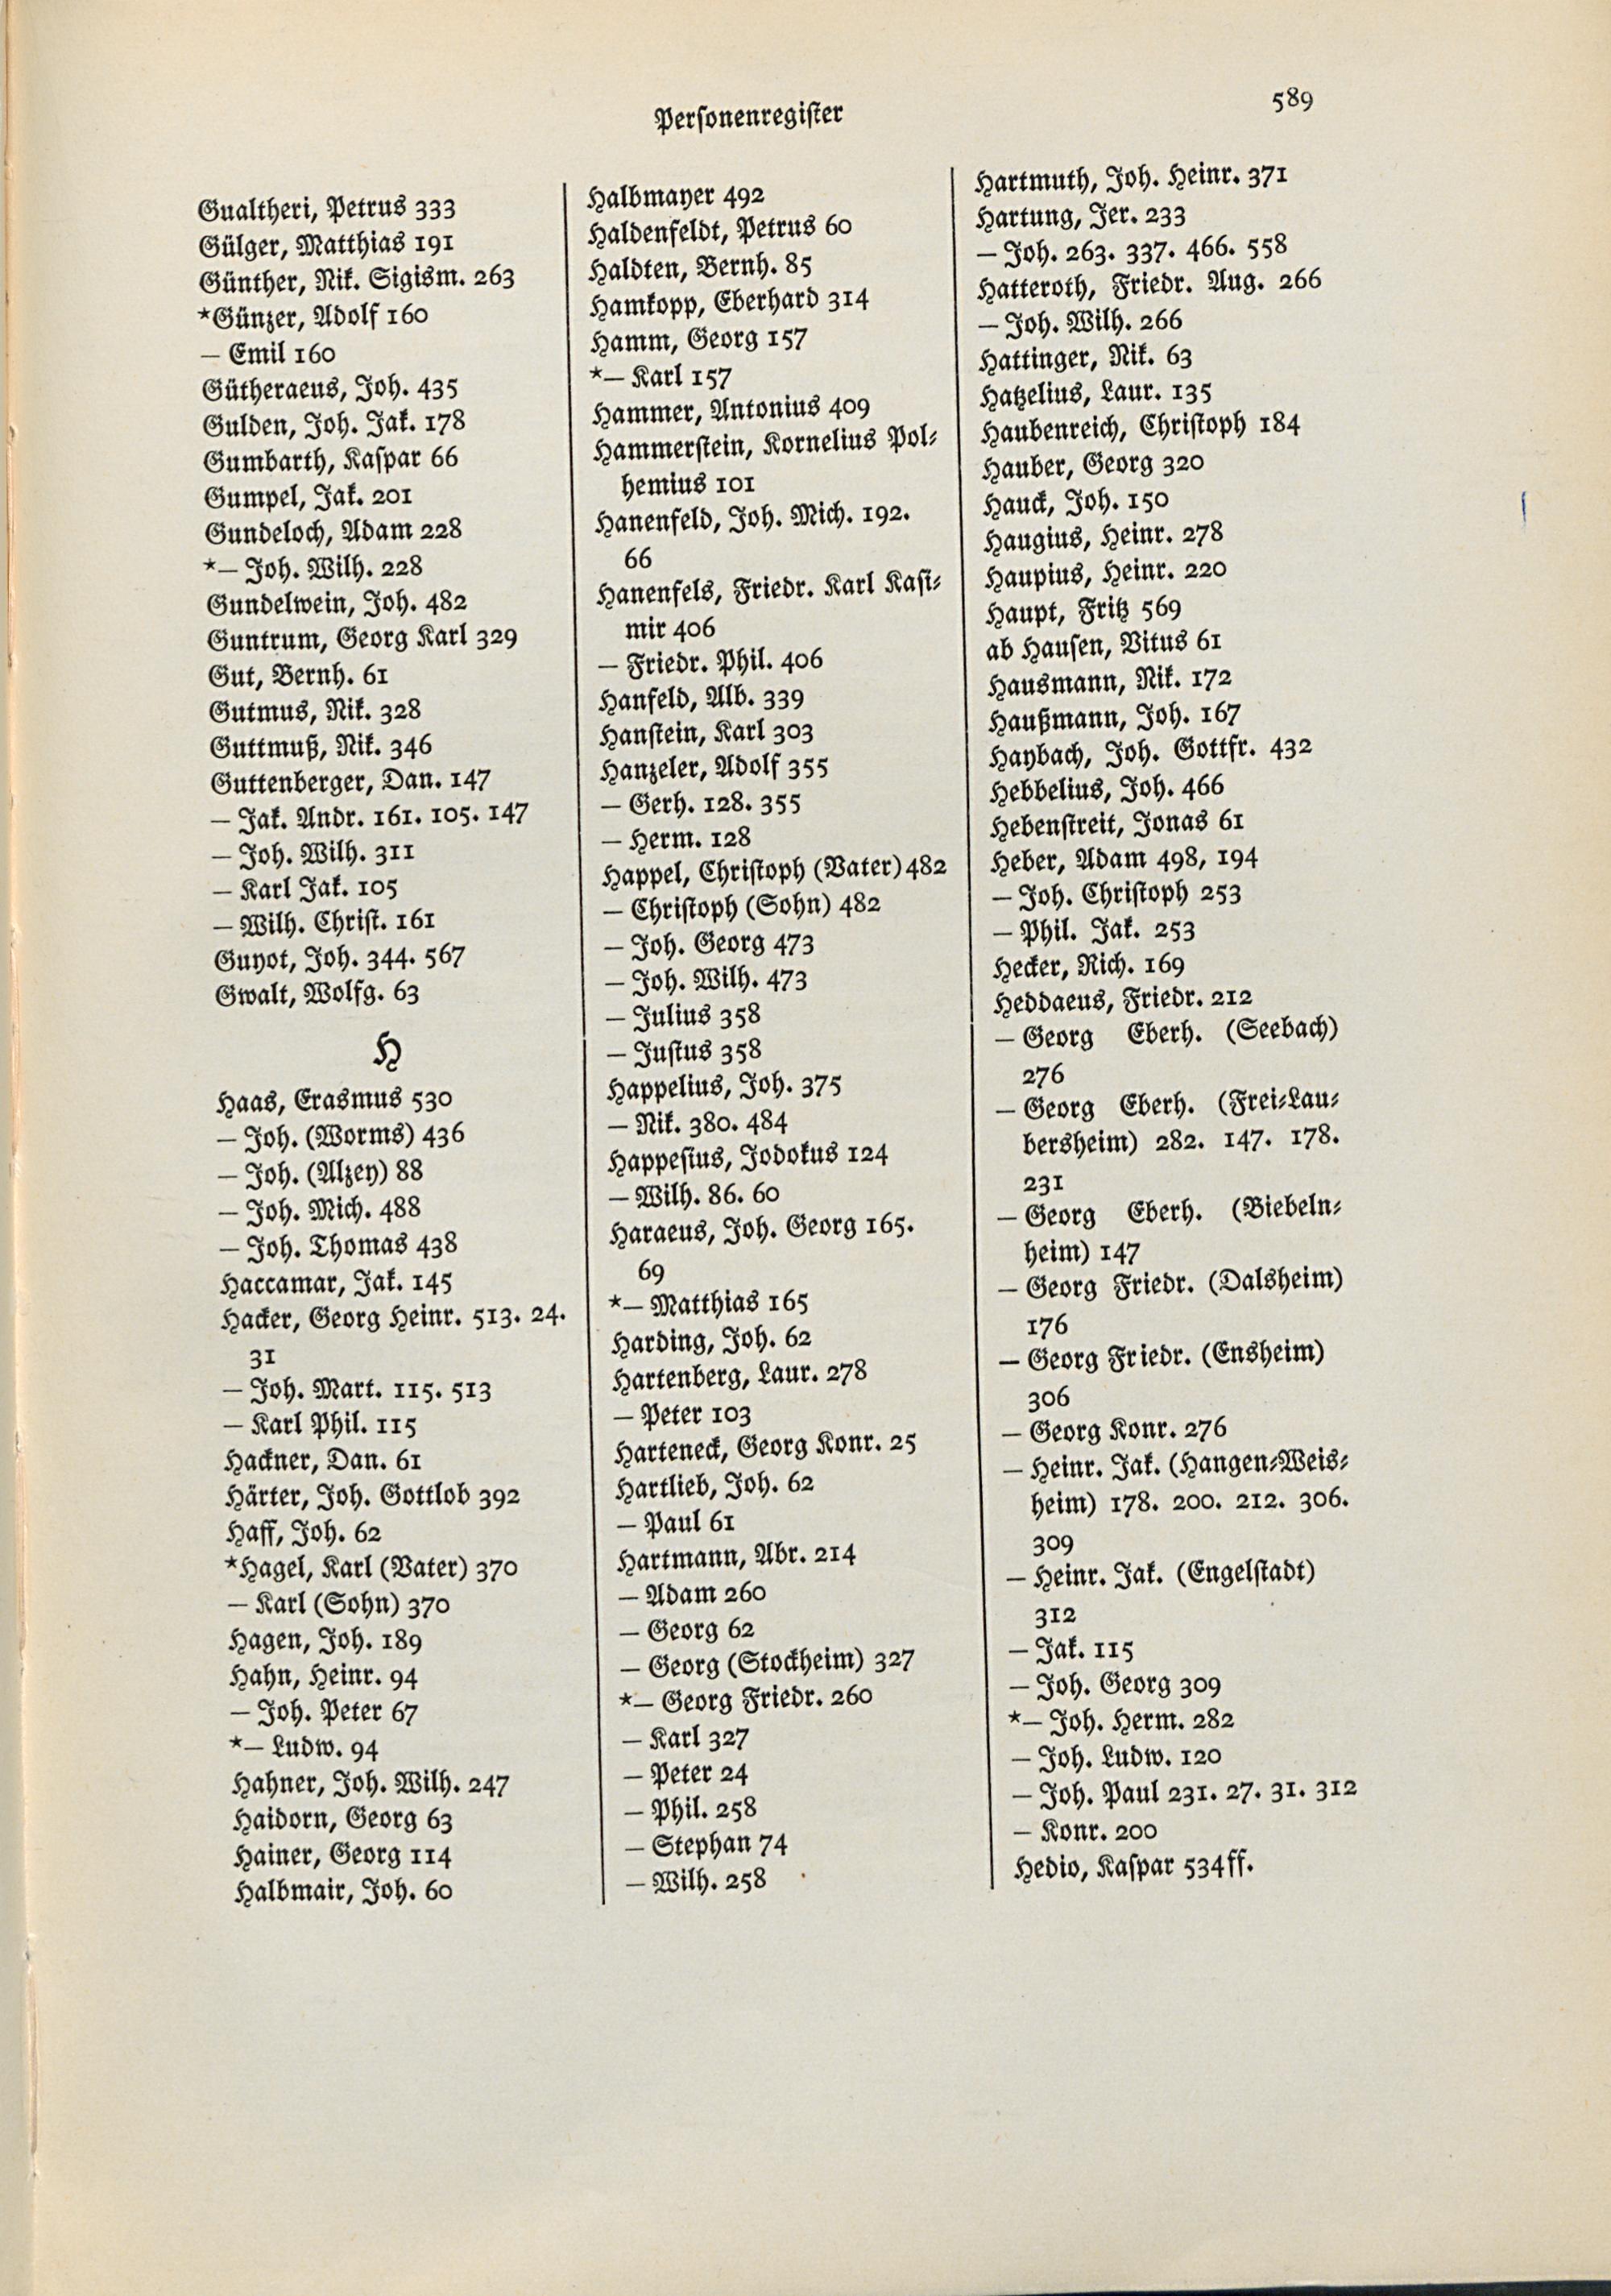 Personenregister
589
Gualtheri, Petrus 333
Gülger, Matthias 191
Günther, Nik. Sigism. 263
*Günzer, Adolf 160
— Emil 160
Gütheraeus, Joh. 435
Gulden, Joh. Jak. 178
Gumbarth, Kaspar 66
Gumpel, Jak. 201
Gundeloch, Adam 228
*— Joh. Wilh. 228
Gundelwein, Joh. 482
Guntrum, Georg Karl 329
Gut, Bernh. 61
Gutmus, Nik. 328
Guttmuß, Nik. 346
Guttenberger, Dan. 147
— Jak. Andr. 161. 105. 147
— Joh. Wilh. 311
— Karl Jak. 105
— Wilh. Christ. 161
Guyot, Joh. 344. 567
Gwalt, Wolfg. 63
H
Haas, Erasmus 530
— Joh. (Worms) 436
— Joh. (Alzey) 88
— Joh. Mich. 488
— Joh. Thomas 438
Haccamar, Jak. 145
Hacker, Georg Heinr. 513. 24.
31
— Joh. Mart. 115. 513
— Karl Phil. 115
Hackner, Dan. 61
Härter, Joh. Gottlob 392
Haff, Joh. 62
*Hagel, Karl (Vater) 370
— Karl (Sohn) 370
Hagen, Joh. 189
Hahn, Heinr. 94
— Joh. Peter 67
*— Ludw. 94
Hahner, Joh. Wilh. 247
Haidorn, Georg 63
Hainer, Georg 114
Halbmair, Joh. 60
Halbmayer 492
Haldenfeldt, Petrus 60
Haldten, Bernh. 85
Hamkopp, Eberhard 314
Hamm, Georg 157
*— Karl 157
Hammer, Antonius 409
Hammerstein, Kornelius Pol-
hemius 101
Hanenfeld, Joh. Mich. 192.
66
Hanenfels, Friedr. Karl Kasi-
mir 406
— Friedr. Phil. 406
Hanfeld, Alb. 339
Hanstein, Karl 303
Hanzeler, Adolf 355
— Gerh. 128. 355
— Herm. 128
Happel, Christoph (Vater) 482
— Christoph (Sohn) 482
— Joh. Georg 473
— Joh. Wilh. 473
— Julius 358
— Justus 358
Happelius, Joh. 375
— Nik. 380. 484
Happesius, Jodokus 124
— Wilh. 86. 60
Haraeus, Joh. Georg 165.
69
*— Matthias 165
Harding, Joh. 62
Hartenberg, Laur. 278
— Peter 103
Harteneck, Georg Konr. 25
Hartlieb, Joh. 62
— Paul 61
Hartmann, Abr. 214
— Adam 260
— Georg 62
— Georg (Stockheim) 327
*— Georg Friedr. 260
— Karl 327
— Peter 24
— Phil. 258
— Stephan 74
— Wilh. 258
Hartmuth, Joh. Heinr. 371
Hartung, Jer. 233
— Joh. 263. 337. 466. 558
Hatteroth, Friedr. Aug. 266
— Joh. Wilh. 266
Hattinger, Nik. 63
Hatzelius, Laur. 135
Haubenreich, Christoph 184
Hauber, Georg 320
Hauck, Joh. 150
Haugius, Heinr. 278
Haupius, Heinr. 220
Haupt, Fritz 569
ab Hausen, Vitus 61
Hausmann, Nik. 172
Haußmann, Joh. 167
Haybach, Joh. Gottfr. 432
Hebbelius, Joh. 466
Hebenstreit, Jonas 61
Heber, Adam 498, 194
— Joh. Christoph 253
— Phil. Jak. 253
Hecker, Rich. 169
Heddaeus, Friedr. 212
— Georg Eberh. (Seebach)
276
— Georg Eberh. (Frei-Lau-
bersheim) 282. 147. 178.
231
— Georg Eberh. (Biebeln-
heim) 147
— Georg Friedr. (Dalsheim)
176
— Georg Friedr. (Ensheim)
306
— Georg Konr. 276
— Heinr. Jak. (Hangen-Weis-
heim) 178. 200. 212. 306.
309
— Heinr. Jak. (Engelstadt)
312
— Jak. 115
— Joh. Georg 309
*— Joh. Herm. 282
— Joh. Ludw. 120
— Joh. Paul 231. 27. 31. 312
— Konr. 200
Hedio, Kaspar 534ff.